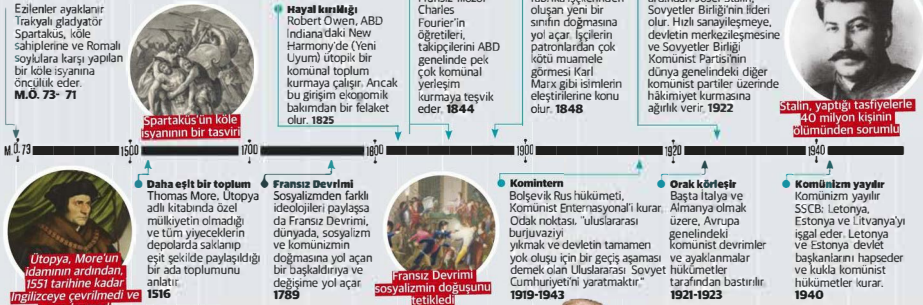 Ezilenler ayaklanır
Trakyalı gladyatör
Spartaküs, köle
sahiplerine ve Romalı
soylulara karşı yapılan
bir köle isyanına
öncülük eder.
M.Ö. 73- 71
Spartaküs'ün köle
isyanının bir tasviri
Hayal kırıklığı
Robert Owen, ABD
Indiana'daki New
Harmony'de (Yeni
Uyum) ütopik bir
komünal toplum
kurmaya çalışır. Ancak
bu girişim ekonomik
bakımdan bir felaket
olur. 1825
Charles
Fourier'in
öğretileri,
takipçilerini ABD
genelinde pek
çok komünal
yerleşim
kurmaya teşvik
eder. 1844
oluşan yeni bir
sınıfın doğmasına
yol açar. İşçilerin
patronlardan çok
kötü muamele
görmesi Karl
Marx gibi isimlerin
eleştirilerine konu
olur. 1848
Sovyetler Birliği'nin lideri
olur. Hızlı sanayileşmeye,
devletin merkezileşmesine
ve Sovyetler Birliği
Komünist Partisi'nin
dünya genelindeki diğer
komünist partiler üzerinde
hâkimiyet kurmasına
ağırlık verir. 1922
Stalin, yaptığı tasfiyelerle
40 milyon kişinin
ölümünden sorumlu
M.Ö. 73 1500 1700 1800 1900 1920 1940
Ütopya, More'un
idamının ardından,
1551 tarihine kadar
İngilizceye çevrilmedi ve
Daha eşit bir toplum
Thomas More, Ütopya
adlı kitabında özel
mülkiyetin olmadığı
ve tüm yiyeceklerin
depolarda saklanıp
eşit şekilde paylaşıldığı
bir ada toplumunu
anlatır.
1516
Fransız Devrimi
Sosyalizmden farklı
ideolojileri paylaşsa
da Fransız Devrimi,
dünyada, sosyalizm
ve komünizmin
doğmasına yol açan
bir başkaldırıya ve
değişime yol açar.
1789
Fransız Devrimi
sosyalizmin doğuşunu
tetikledi
Komintern
Bolşevik Rus hükümeti,
Komünist Enternasyonal'i kurar.
Odak noktası, "uluslararası
burjuvaziyi
yıkmak ve devletin tamamen
yok oluşu için bir geçiş aşaması
demek olan Uluslararası Sovyet
Cumhuriyeti'ni yaratmaktır."
1919-1943
Orak körleşir
Başta İtalya ve
Almanya olmak
üzere, Avrupa
genelindeki
komünist devrimler
ve ayaklanmalar
hükümetler
tarafından bastırılır.
1921-1923
Komünizm yayılır
Komünizm yayılır
SSCB; Letonya,
Estonya ve Litvanya'yı
işgal eder. Letonya
ve Estonya devlet
başkanlarını hapseder
ve kukla komünist
hükümetler kurar.
1940